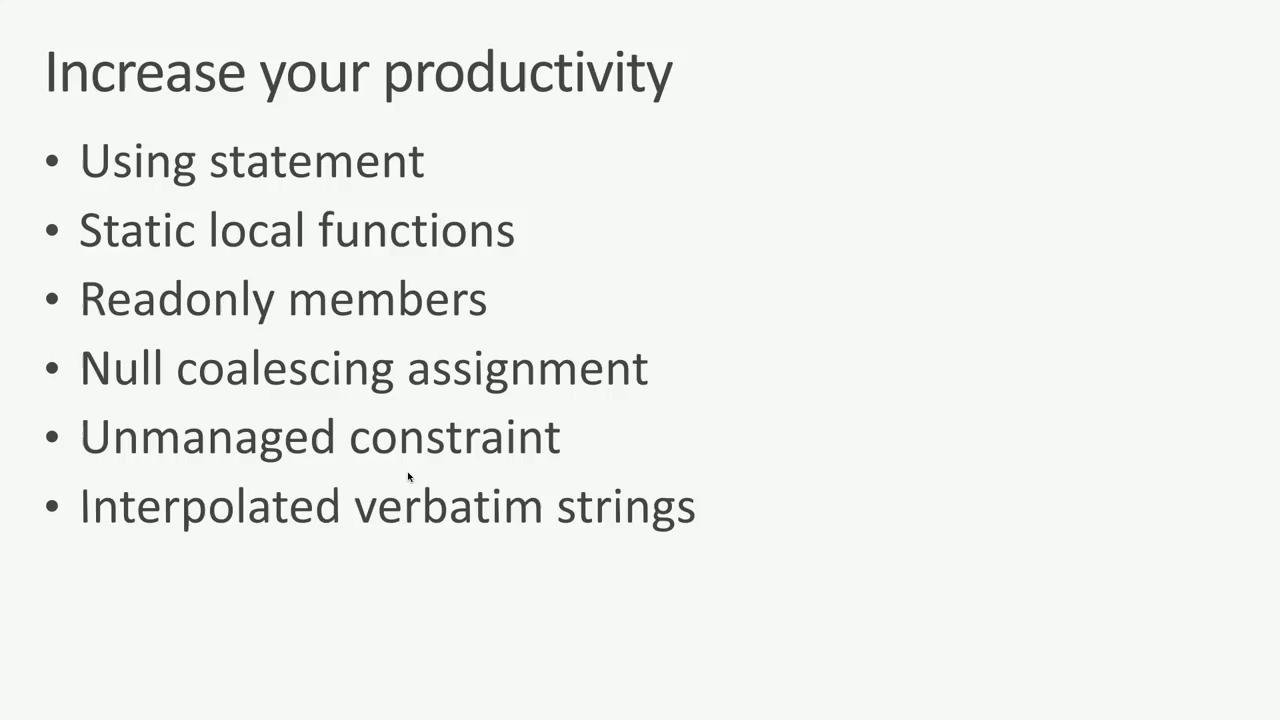 Increase your productivity
• Using statement
• Static local functions
• Readonly members
• Null coalescing assignment
• Unmanaged constraint
• Interpolated verbatim strings